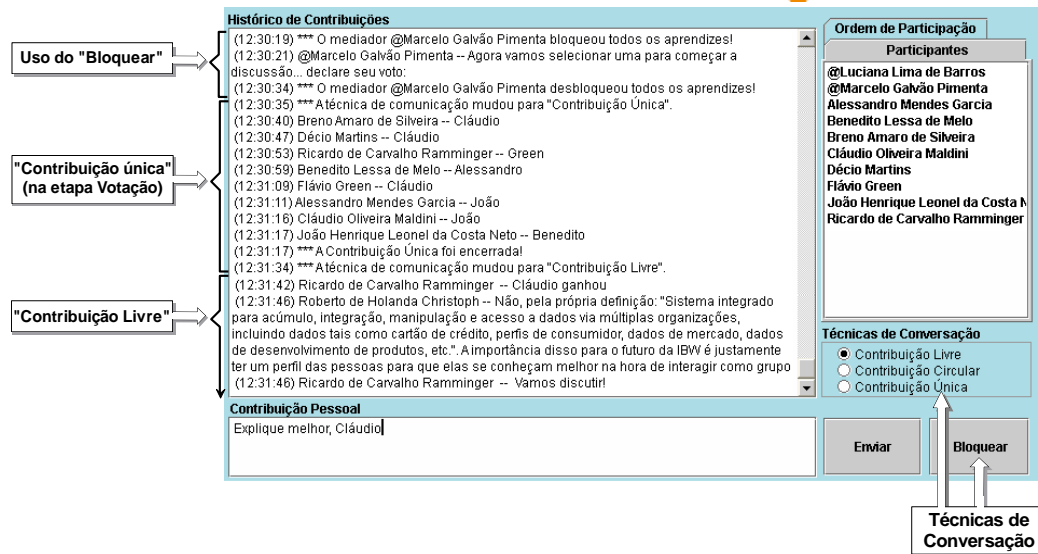 Histórico de Contribuições
(12:30:19) *** O mediador @Marcelo Galvão Pimenta bloqueou todos os aprendizes!
(12:30:21) @Marcelo Galvão Pimenta -- Agora vamos selecionar uma para começar a
discussão... declare seu voto:
(12:30:34) *** O mediador @Marcelo Galvão Pimenta desbloqueou todos os aprendizes!
(12:30:35) *** A técnica de comunicação mudou para "Contribuição Única".
(12:30:40) Breno Amaro de Silveira -- Cláudio
(12:30:47) Décio Martins -- Cláudio
(12:30:53) Ricardo de Carvalho Ramminger -- Green
(12:30:59) Benedito Lessa de Melo -- Alessandro
(12:31:09) Flávio Green -- Cláudio
(12:31:11) Alessandro Mendes Garcia -- João
(12:31:16) Cláudio Oliveira Maldini -- João
(12:31:17) João Henrique Leonel da Costa Neto -- Benedito
(12:31:17) *** A Contribuição Única foi encerrada!
(12:31:34) *** A técnica de comunicação mudou para "Contribuição Livre".
(12:31:42) Ricardo de Carvalho Ramminger -- Cláudio ganhou
(12:31:46) Roberto de Holanda Christoph -- Não, pela própria definição: "Sistema integrado
para acúmulo, integração, manipulação e acesso a dados via múltiplas organizações,
incluindo dados tais como cartão de crédito, perfis de consumidor, dados de mercado, dados
de desenvolvimento de produtos, etc.". A importância disso para o futuro da IBW é justamente
ter um perfil das pessoas para que elas se conheçam melhor na hora de interagir como grupo
(12:31:46) Ricardo de Carvalho Ramminger -- Vamos discutir!
Uso do "Bloquear"
"Contribuição única"
(na etapa Votação)
"Contribuição Livre"
Contribuição Pessoal
Explique melhor, Cláudio
Ordem de Participação
Participantes
@Luciana Lima de Barros
@Marcelo Galvão Pimenta
Alessandro Mendes Garcia
Benedito Lessa de Melo
Breno Amaro de Silveira
Cláudio Oliveira Maldini
Décio Martins
Flávio Green
João Henrique Leonel da Costa N
Ricardo de Carvalho Ramminger
Técnicas de Conversação
Contribuição Livre
Contribuição Circular
Contribuição Única
Enviar
Bloquear
Técnicas de
Conversação